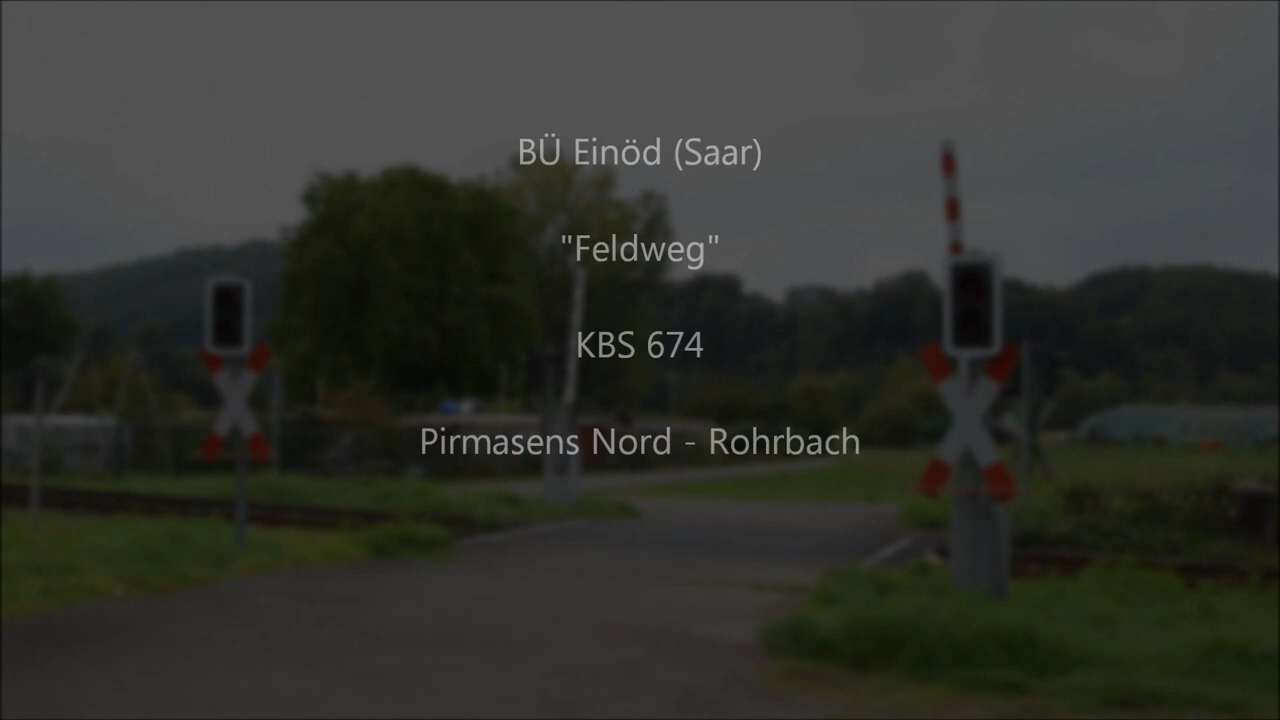 BÜ Einöd (Saar)
"Feldweg"
KBS 674
Pirmasens Nord - Rohrbach